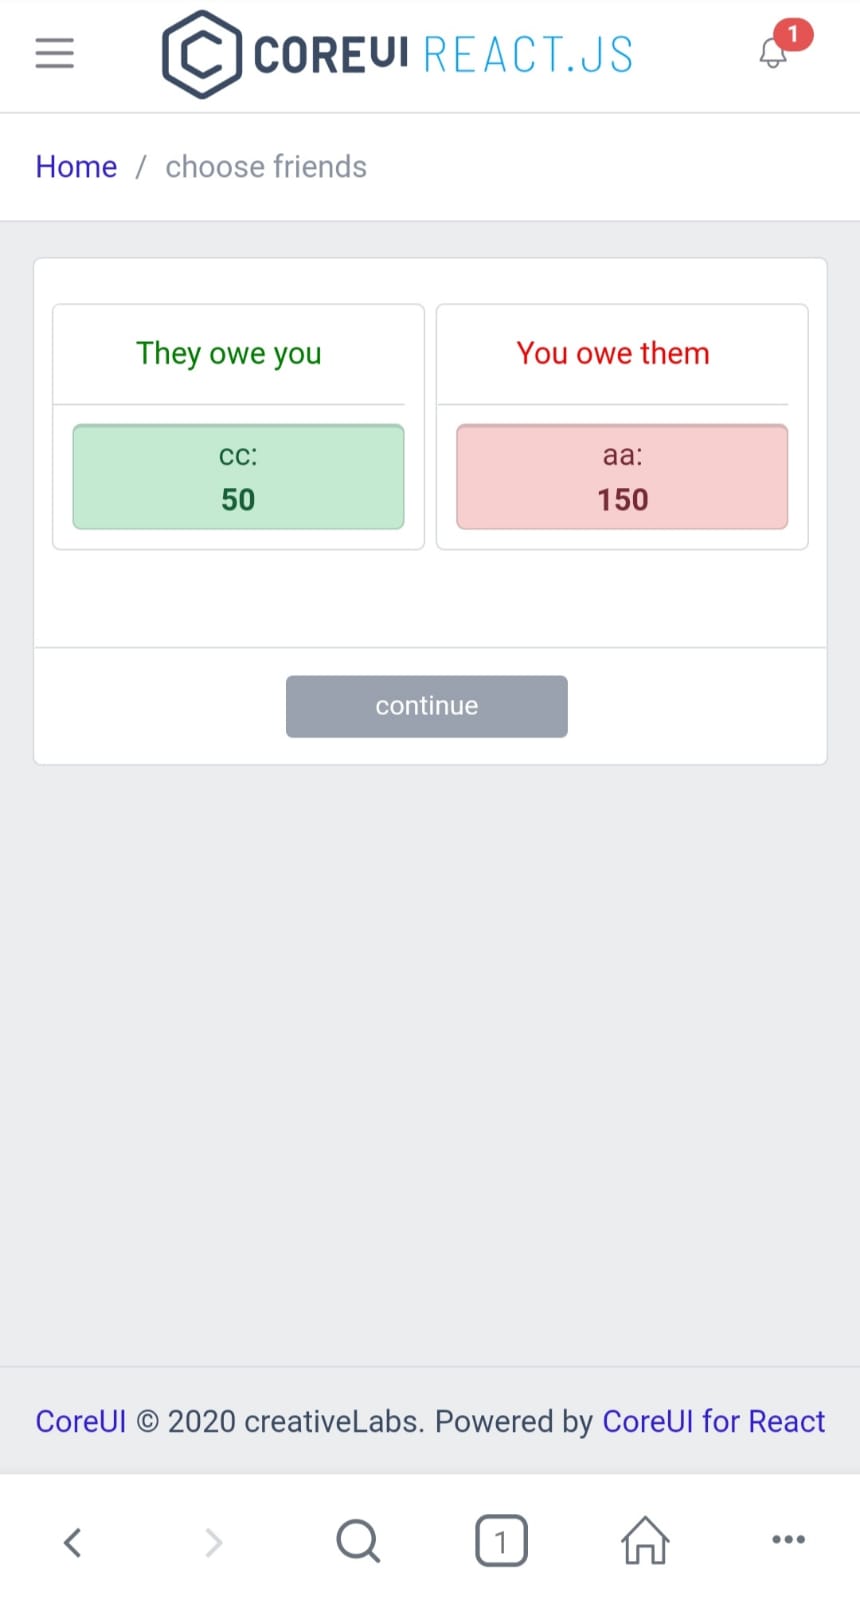 COREUI REACT.JS
1
Home / choose friends
They owe you
You owe them
cc:
50
aa:
150
continue
CoreUI © 2020 creativeLabs. Powered by CoreUI for React
1